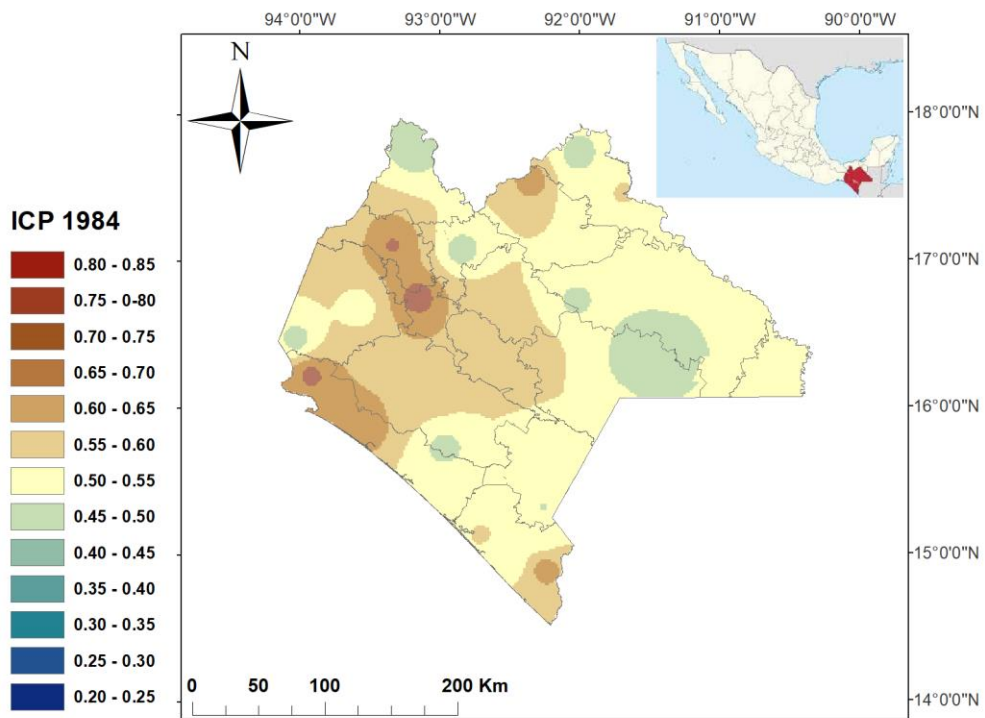 94°0'0"W 93°0'0"W 92°0'0"W 91°0'0"W 90°0'0"W
N
18°0'0"N
17°0'0"N
16°0'0"N
15°0'0"N
14°0'0"N
ICP 1984
0.80 - 0.85
0.75 - 0-80
0.70 - 0.75
0.65 - 0.70
0.60 - 0.65
0.55 - 0.60
0.50 - 0.55
0.45 - 0.50
0.40 - 0.45
0.35 - 0.40
0.30 - 0.35
0.25 - 0.30
0.20 - 0.25
0 50 100 200 Km